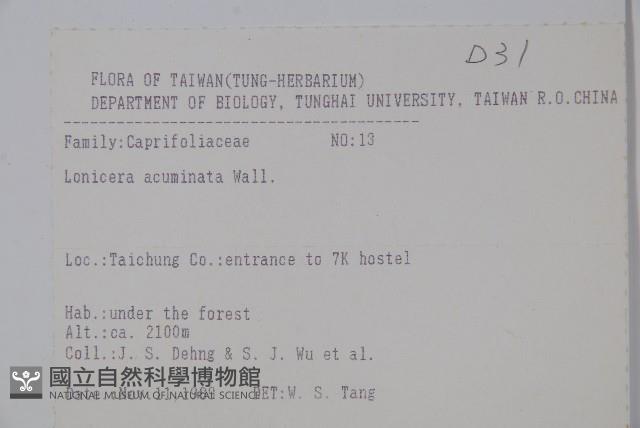 D31
FLORA OF TAIWAN(TUNG-HERBARIUM)
DEPARTMENT OF BIOLOGY, TUNGHAI UNIVERSITY, TAIWAN R.O.CHINA
Family:Caprifoliaceae NO:13
Lonicera acuminata Wall.
Loc.:Taichung Co.:entrance to 7K hostel
Hab.:under the forest
Alt.:ca. 2100m
Coll.:J. S. Dehng & S. J. Wu et al.
國立自然科學博物館
NATIONAL MUSEUM OF NATURAL SCIENCE
DET:W. S. Tang